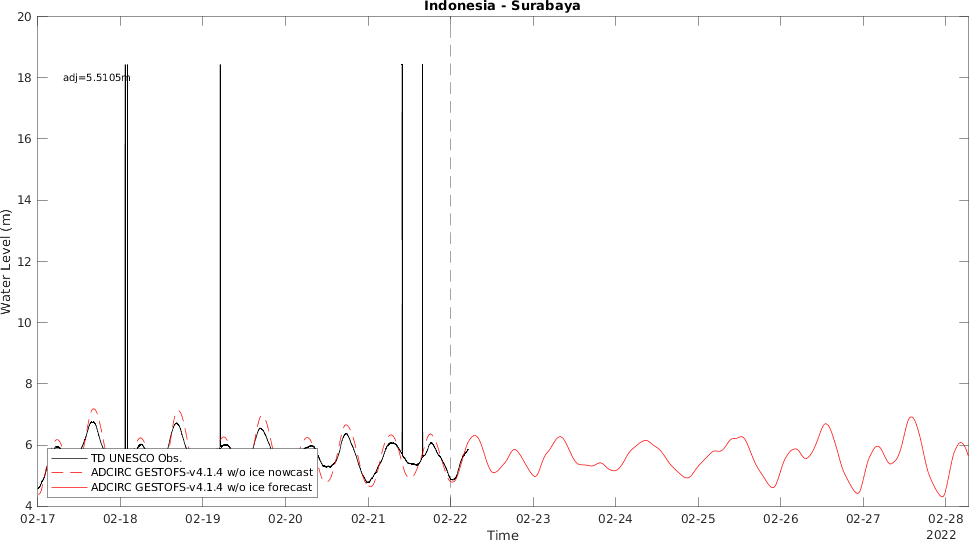 Indonesia - Surabaya
20
18
16
14
12
10
8
6
4
Water Level (m)
adj=5.5105m
TD UNESCO Obs.
ADCIRC GESTOFS-v4.1.4 w/o ice nowcast
ADCIRC GESTOFS-v4.1.4 w/o ice forecast
02-17 02-18 02-19 02-20 02-21 02-22 02-23 02-24 02-25 02-26 02-27 02-28
Time
2022